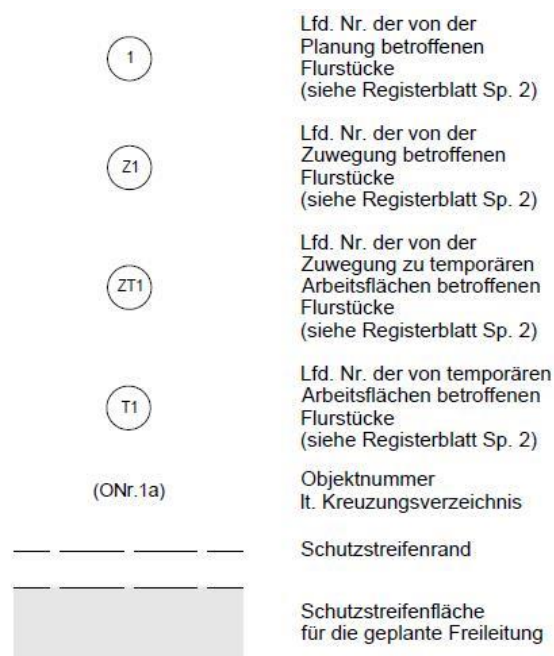 1
Lfd. Nr. der von der
Planung betroffenen
Flurstücke
(siehe Registerblatt Sp. 2)
Z1
Lfd. Nr. der von der
Zuwegung betroffenen
Flurstücke
(siehe Registerblatt Sp. 2)
ZT1
Lfd. Nr. der von der
Zuwegung zu temporären
Arbeitsflächen betroffenen
Flurstücke
(siehe Registerblatt Sp. 2)
T1
Lfd. Nr. der von temporären
Arbeitsflächen betroffenen
Flurstücke
(siehe Registerblatt Sp. 2)
(ONr.1a)
Objektnummer
lt. Kreuzungsverzeichnis
Schutzstreifenrand
Schutzstreifenfläche
für die geplante Freileitung